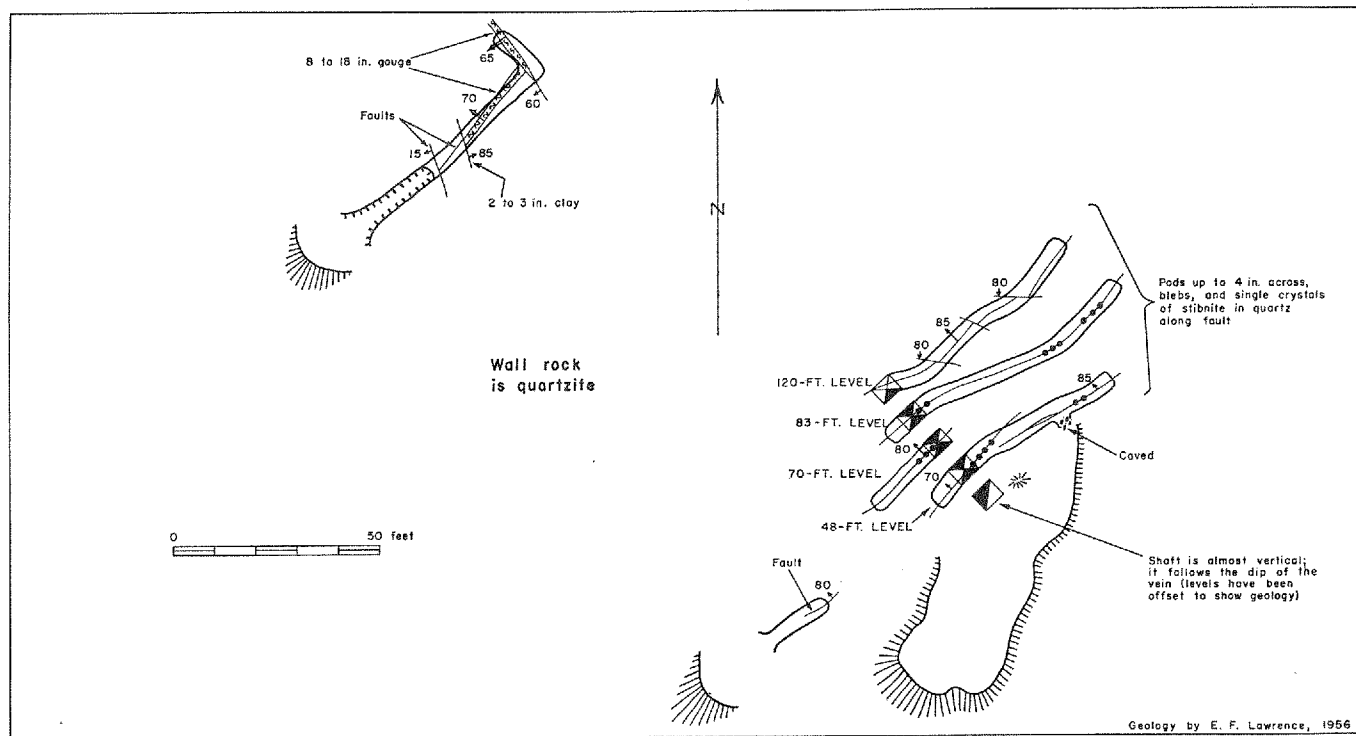 8 to 18 in. gouge
65
60
70
Faults
15
85
2 to 3 in. clay
N
Wall rock
is quartzite
Pods up to 4 in. across,
blebs, and single crystals
of stibnite in quartz
along fault
80
85
80
120-FT. LEVEL
85
83-FT. LEVEL
80
Caved
70-FT. LEVEL
70
48-FT. LEVEL
0 50 feet
Shaft is almost vertical;
it follows the dip of the
vein (levels have been
offset to show geology)
Fault
80
Geology by E. F. Lawrence, 1956